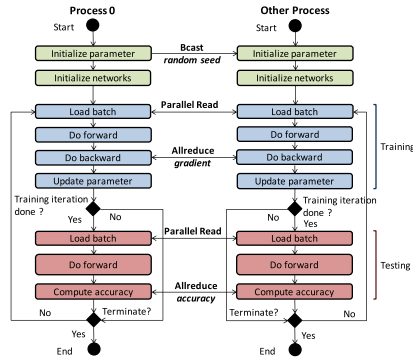 Process 0
Other Process
Start
Start
Initialize parameter
Bcast
random seed
Initialize parameter
Initialize networks
Initialize networks
Load batch
Parallel Read
Load batch
Do forward
Do forward
Training
Do backward
Allreduce
gradient
Do backward
Update parameter
Update parameter
Training iteration
done ?
No
Yes
No
Training iteration
done ?
Yes
Load batch
Parallel Read
Load batch
Do forward
Do forward
Testing
Compute accuracy
Allreduce
accuracy
Compute accuracy
No
Terminate?
Yes
Terminate?
No
Yes
End
End